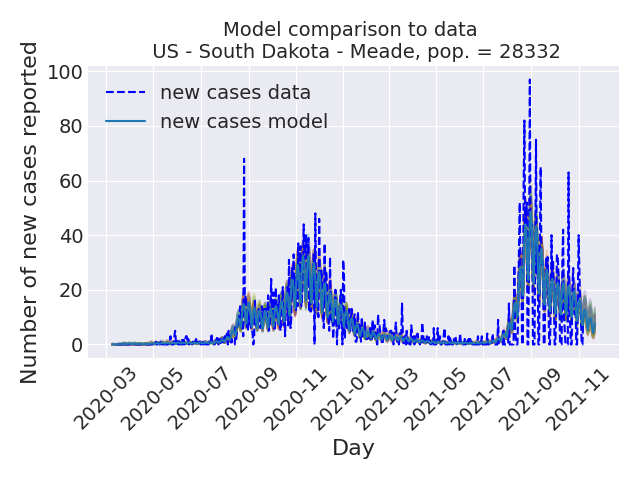 Model comparison to data
US - South Dakota - Meade, pop. = 28332
Number of new cases reported
100
80
60
40
20
0
new cases data
new cases model
2020-03
2020-05
2020-07
2020-09
2020-11
2021-01
2021-03
2021-05
2021-07
2021-09
2021-11
Day